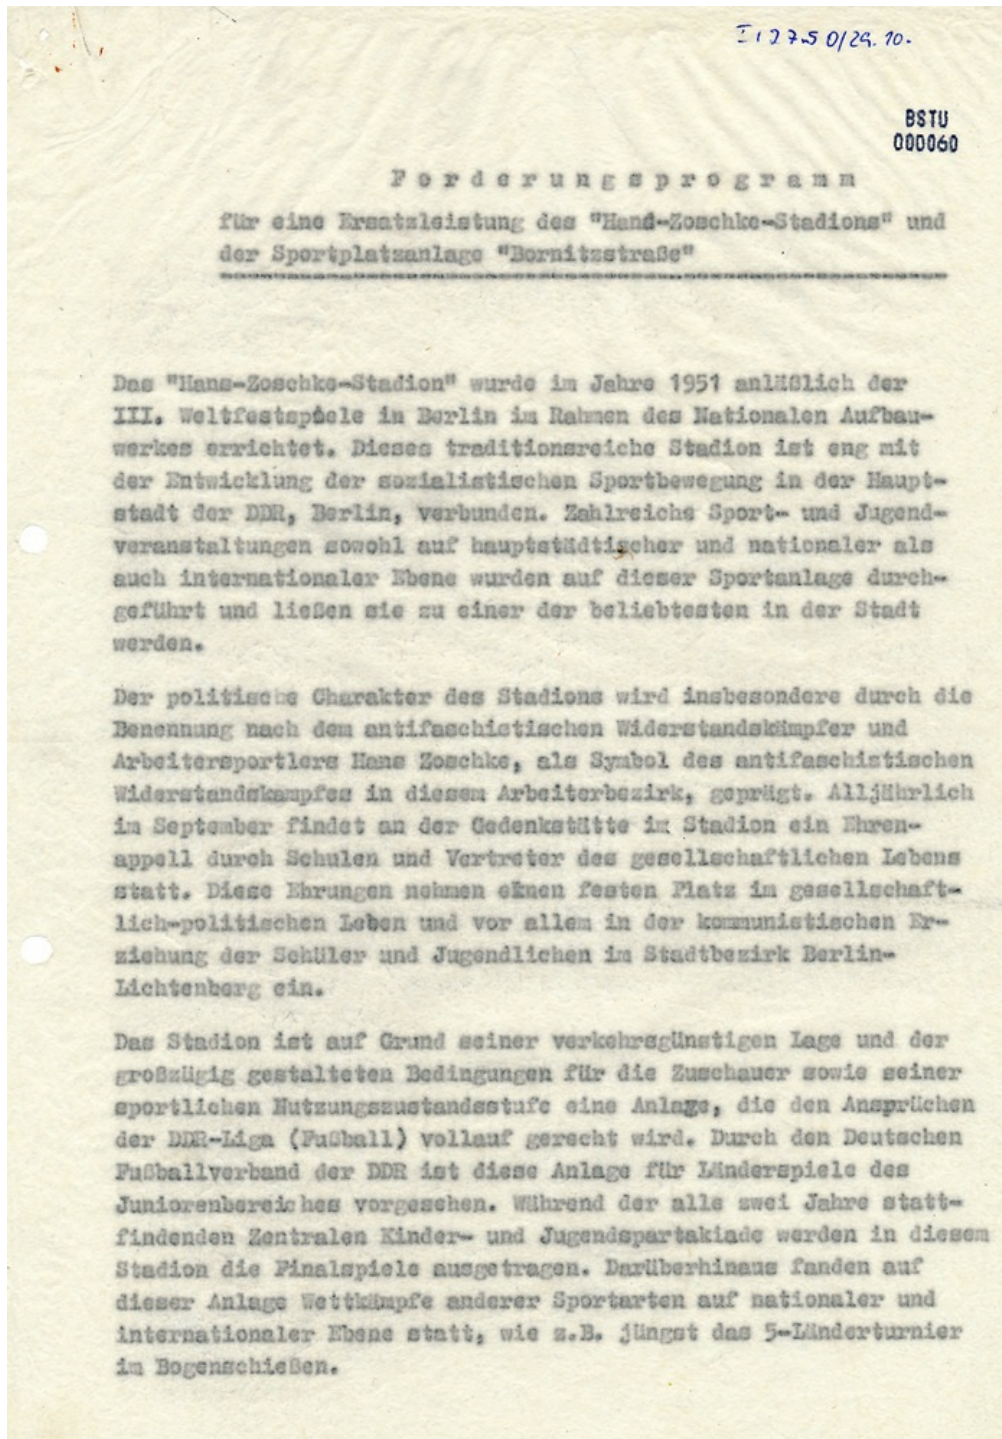 I127.50/29.10.
BSTU
000060
Forderungsprogramm
für eine Ersatzleistung des "Hand-Zoschke-Stadions" und
der Sportplatzanlage "Bornitzstraße"
Das "Hans-Zoschke-Stadion" wurde im Jahre 1951 anläßlich der
III. Weltfestspiele in Berlin im Rahmen des Nationalen Aufbau-
werkes errichtet. Dieses traditionsreiche Stadion ist eng mit
der Entwicklung der sozialistischen Sportbewegung in der Haupt-
stadt der DDR, Berlin, verbunden. Zahlreiche Sport- und Jugend-
veranstaltungen sowohl auf hauptstädtischer und nationaler als
auch internationaler Ebene wurden auf dieser Sportanlage durch-
geführt und ließen sie zu einer der beliebtesten in der Stadt
werden.
Der politische Charakter des Stadions wird insbesondere durch die
Benennung nach dem antifaschistischen Widerstandskämpfer und
Arbeitersportlers Hans Zoschke, als Symbol des antifaschistischen
Widerstandskampfes in diesem Arbeiterbezirk, geprägt. Alljährlich
im September findet an der Gedenkstätte im Stadion ein Ehren-
appell durch Schulen und Vertreter des gesellschaftlichen Lebens
statt. Diese Ehrungen nehmen einen festen Platz im gesellschaft-
lich-politischen Leben und vor allem in der kommunistischen Er-
ziehung der Schüler und Jugendlichen im Stadtbezirk Berlin-
Lichtenberg ein.
Das Stadion ist auf Grund seiner verkehrsgünstigen Lage und der
großzügig gestalteten Bedingungen für die Zuschauer sowie seiner
sportlichen Nutzungszustandsstufe eine Anlage, die den Ansprüchen
der DDR-Liga (Fußball) vollauf gerecht wird. Durch den Deutschen
Fußballverband der DDR ist diese Anlage für Länderspiele des
Juniorenbereiches vorgesehen. Während der alle zwei Jahre statt-
findenden Zentralen Kinder- und Jugendspartakiade werden in diesem
Stadion die Finalspiele ausgetragen. Darüberhinaus fanden auf
dieser Anlage Wettkämpfe anderer Sportarten auf nationaler und
internationaler Ebene statt, wie z.B. jüngst das 5-Länderturnier
im Bogenschießen.